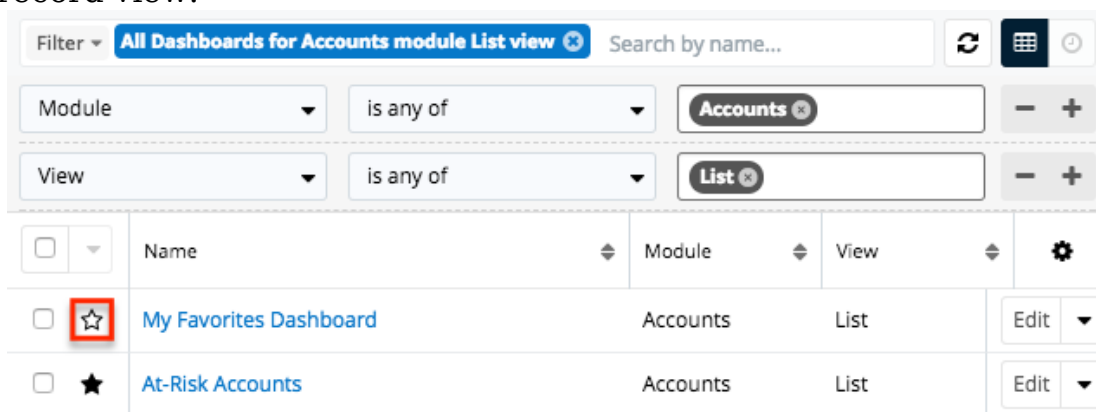 record view.
Filter All Dashboards for Accounts module List view Search by name...
Module is any of Accounts
View is any of List
Name Module View
My Favorites Dashboard Accounts List Edit
At-Risk Accounts Accounts List Edit